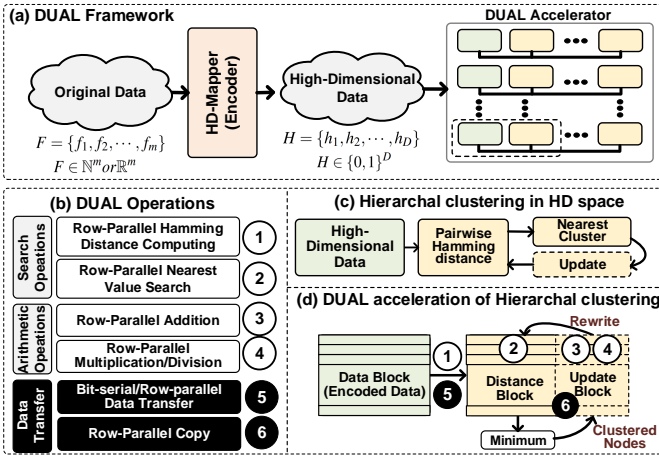 (a) DUAL Framework
DUAL Accelerator
Original Data
HD-Mapper
(Encoder)
High-Dimensional
Data
F = {f1, f2, ⋯, fm}
F ∈ ℕ^m or ℝ^m
H = {h1, h2, ⋯, hD}
H ∈ {0,1}^D
(b) DUAL Operations
Search
Opeations
Row-Parallel Hamming
Distance Computing
1
Row-Parallel Nearest
Value Search
2
Arithmetic
Opeations
Row-Parallel Addition
3
Row-Parallel
Multiplication/Division
4
Data
Transfer
Bit-serial/Row-parallel
Data Transfer
5
Row-Parallel Copy
6
(c) Hierarchal clustering in HD space
High-
Dimensional
Data
Pairwise
Hamming
distance
Nearest
Cluster
Update
(d) DUAL acceleration of Hierarchal clustering
Rewrite
1
2
3
4
Data Block
(Encoded Data)
5
Distance
Block
Update
Block
6
Minimum
Clustered
Nodes